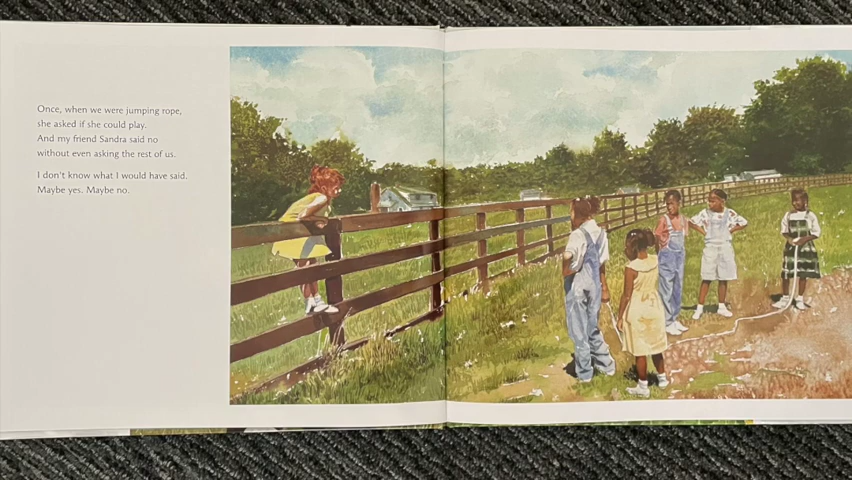 Once, when we were jumping rope,
she asked if she could play.
And my friend Sandra said no
without even asking the rest of us.
I don't know what I would have said.
Maybe yes. Maybe no.